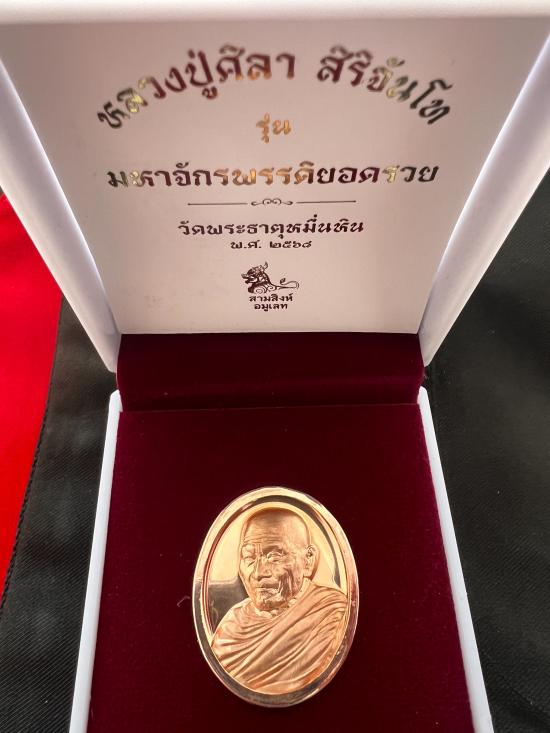 หลวงปู่ศิลา สิริจันโท
รุ่น
มหาจักรพรรดิยอดรวย
วัดพระธาตุหมื่นหิน
พ.ศ. ๒๕๖๘
สามสิงห์
อมูเลท